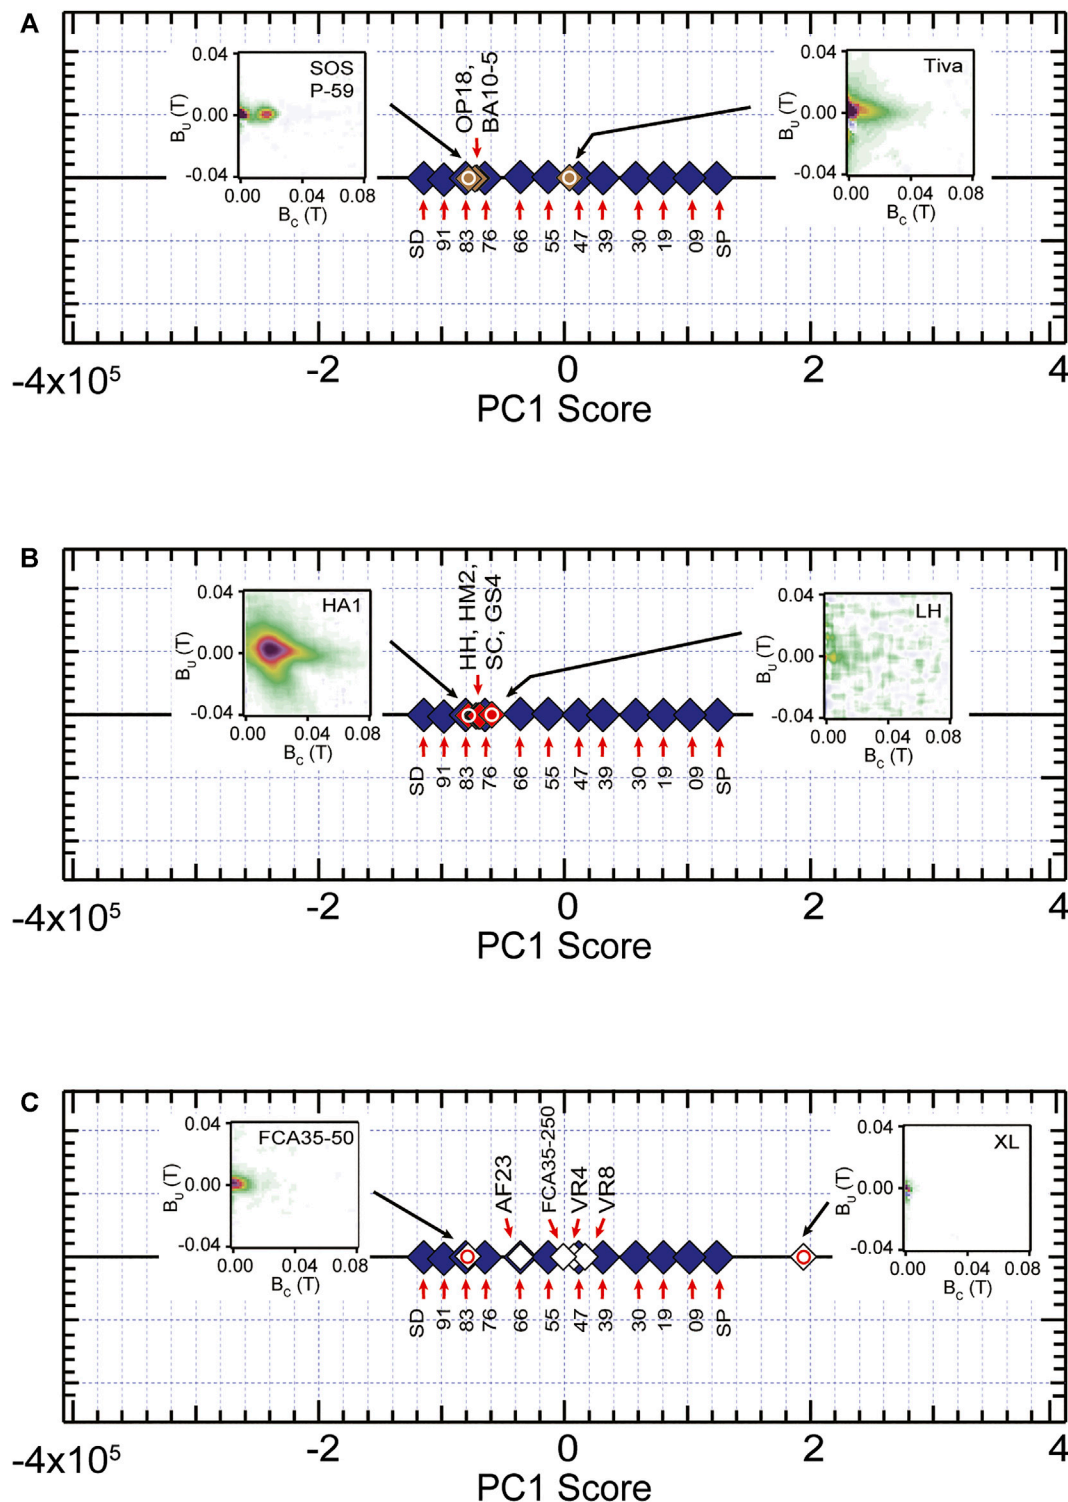 A
0.04
0.00
-0.04
Bu (T)
SOS
P-59
0.00 0.04 0.08
Bc (T)
OP18,
BA10-5
0.04
0.00
-0.04
Bu (T)
Tiva
0.00 0.04 0.08
Bc (T)
SD 91 83 76 66 55 47 39 30 19 09 SP
-4x10⁵ -2 0 2 4
PC1 Score
B
0.04
0.00
-0.04
Bu (T)
HA1
0.00 0.04 0.08
Bc (T)
HH, HM2,
SC, GS4
0.04
0.00
-0.04
Bu (T)
LH
0.00 0.04 0.08
Bc (T)
SD 91 83 76 66 55 47 39 30 19 09 SP
-4x10⁵ -2 0 2 4
PC1 Score
C
0.04
0.00
-0.04
Bu (T)
FCA35-50
0.00 0.04 0.08
Bc (T)
AF23
FCA35-250
VR4
VR8
0.04
0.00
-0.04
Bu (T)
XL
0.00 0.04 0.08
Bc (T)
SD 91 83 76 66 55 47 39 30 19 09 SP
-4x10⁵ -2 0 2 4
PC1 Score